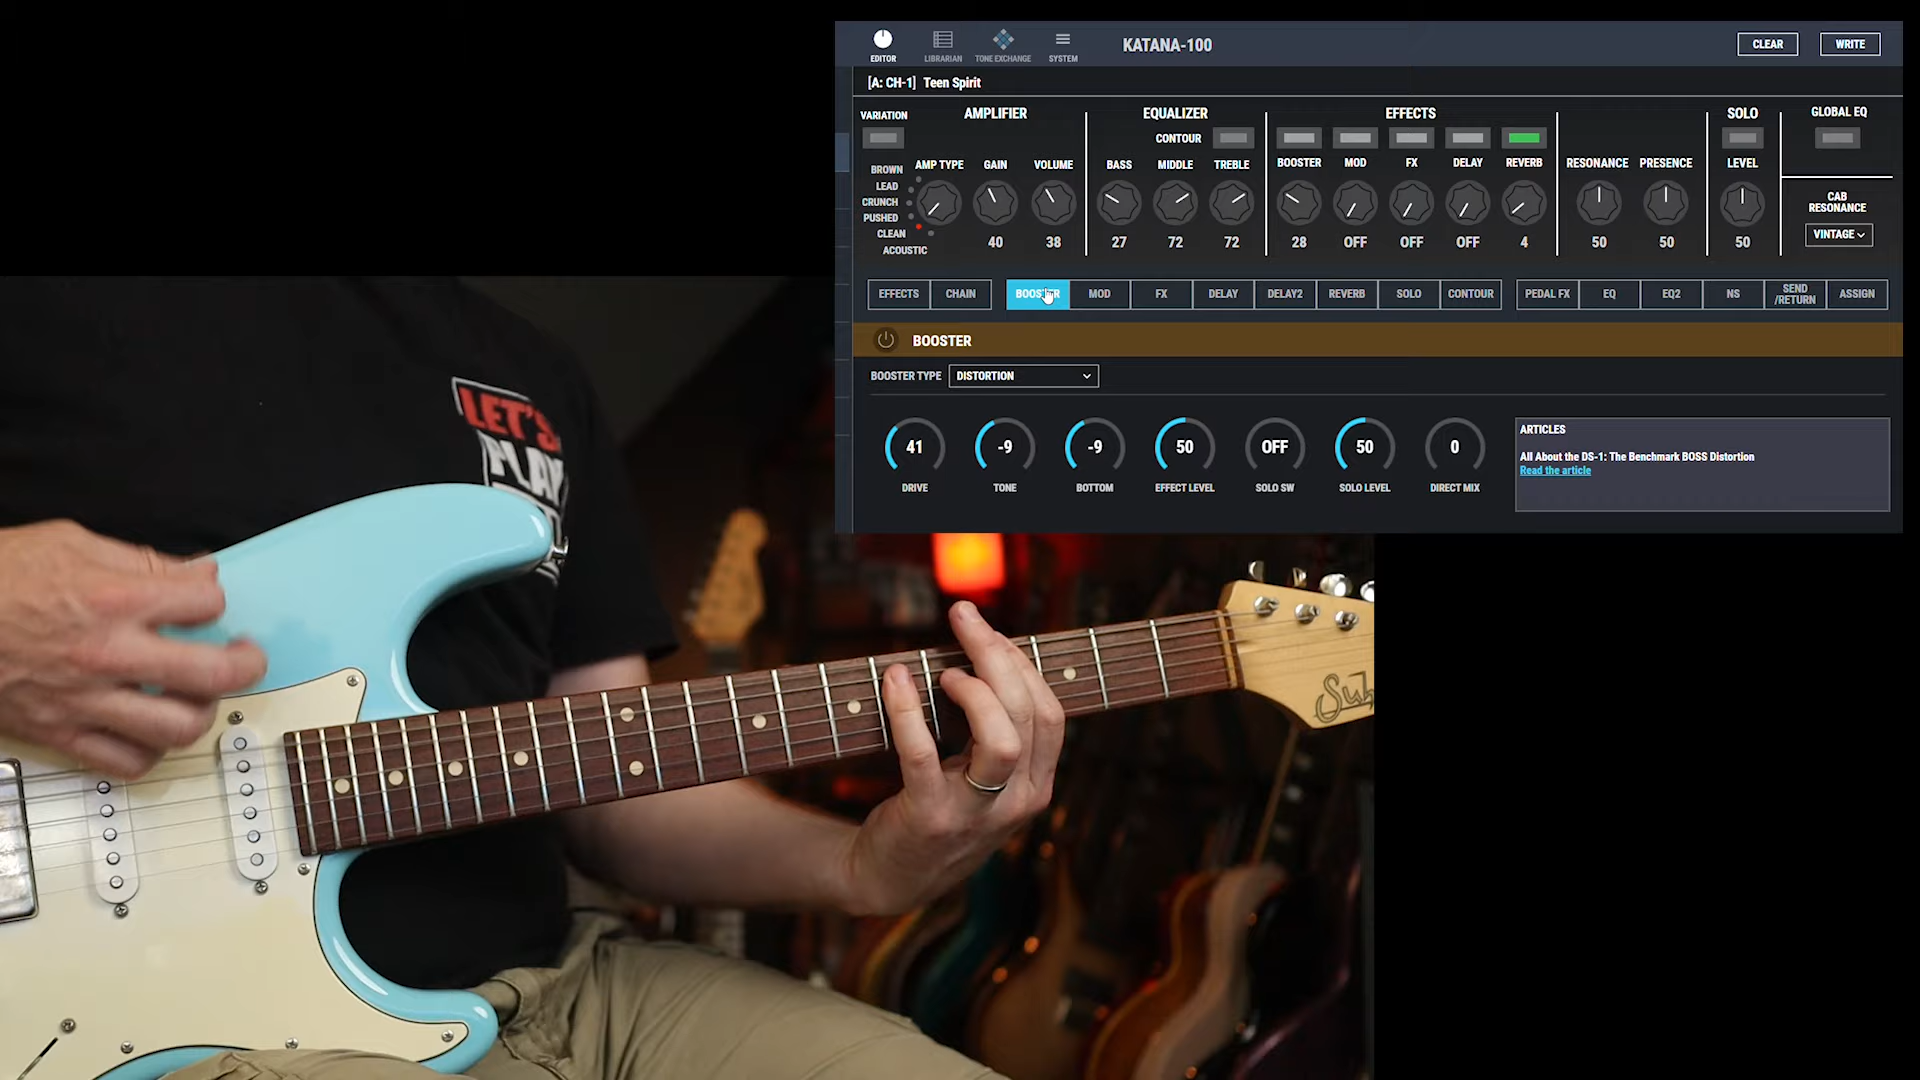 EDITOR
LIBRARIAN
TONE EXCHANGE
SYSTEM
KATANA-100
CLEAR
WRITE
[A: CH-1] Teen Spirit
VARIATION
AMPLIFIER
EQUALIZER
EFFECTS
SOLO
GLOBAL EQ
CONTOUR
BROWN
LEAD
CRUNCH
PUSHED
CLEAN
ACOUSTIC
AMP TYPE
GAIN
VOLUME
BASS
MIDDLE
TREBLE
BOOSTER
MOD
FX
DELAY
REVERB
RESONANCE
PRESENCE
LEVEL
CAB
RESONANCE
VINTAGE
40
38
27
72
72
28
OFF
OFF
OFF
4
50
50
50
EFFECTS
CHAIN
BOOSTER
MOD
FX
DELAY
DELAY2
REVERB
SOLO
CONTOUR
PEDAL FX
EQ
EQ2
NS
SEND
/RETURN
ASSIGN
BOOSTER
BOOSTER TYPE
DISTORTION
41
-9
-9
50
OFF
50
0
DRIVE
TONE
BOTTOM
EFFECT LEVEL
SOLO SW
SOLO LEVEL
DIRECT MIX
ARTICLES
All About the DS-1: The Benchmark BOSS Distortion
Read the article
LET'S
PLAY